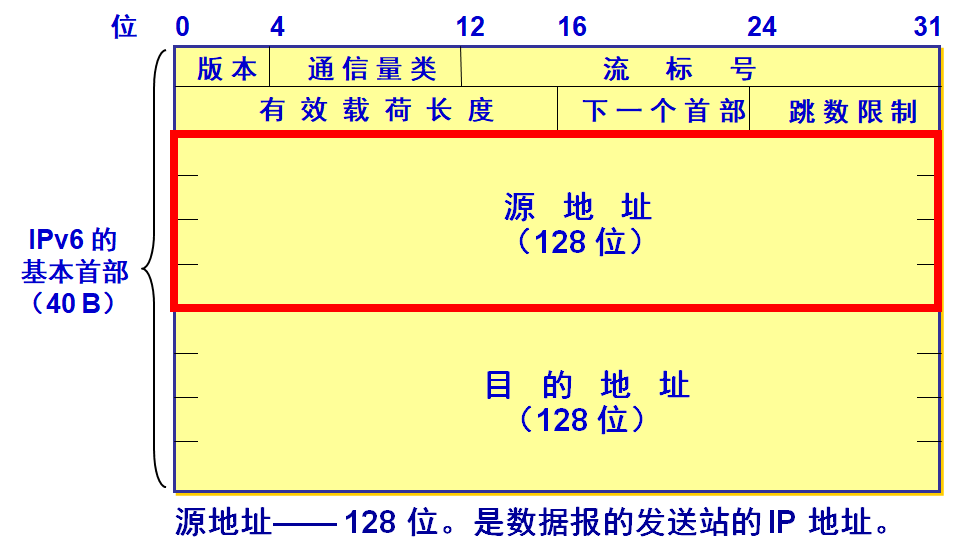 位 0 4 12 16 24 31
版本 通信量类 流标号
有效载荷长度 下一个首部 跳数限制
源地址
（128 位）
IPv6 的
基本首部
（40 B）
目的地址
（128 位）
源地址——128 位。是数据报的发送站的 IP 地址。